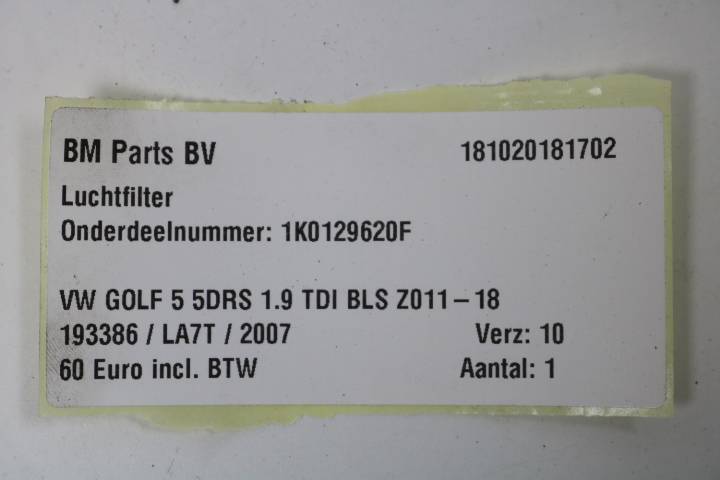 BM Parts BV 181020181702
Luchtfilter
Onderdeelnummer: 1K0129620F
VW GOLF 5 5DRS 1.9 TDI BLS Z011-18
193386 / LA7T / 2007 Verz: 10
60 Euro incl. BTW Aantal: 1